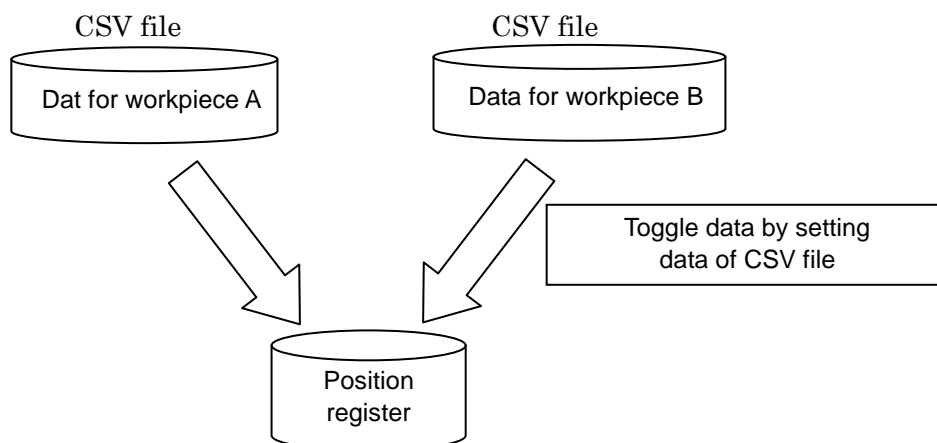 CSV file
CSV file
Dat for workpiece A
Data for workpiece B
Toggle data by setting
data of CSV file
Position
register